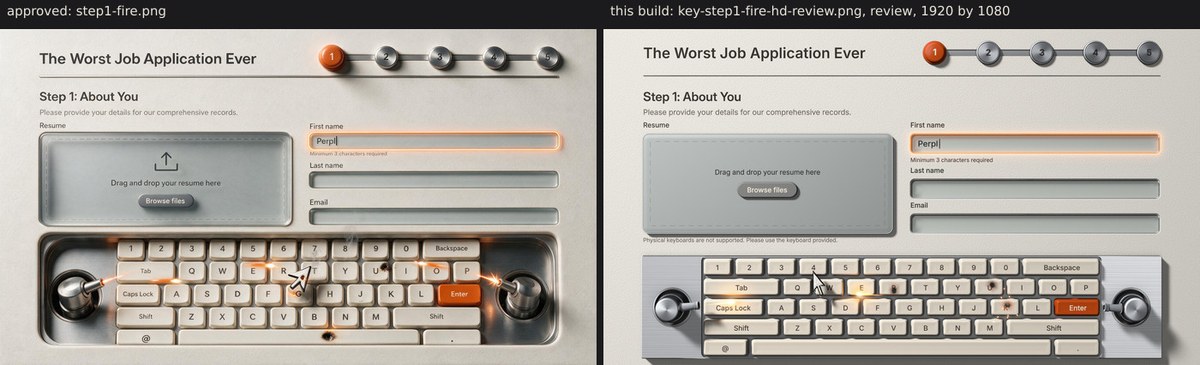 approved: step1-fire.png
The Worst Job Application Ever
1 2 3 4 5
Step 1: About You
Please provide your details for our comprehensive records.
Resume
First name
Perpl
Minimum 3 characters required
Last name
Drag and drop your resume here
Browse files
Email
1 2 3 4 5 6 7 8 9 0 Backspace
Tab Q W E R T Y U I O P
Caps Lock A S D F G H J K L Enter
Shift Z X C V B N M Shift
@ .
this build: key-step1-fire-hd-review.png, review, 1920 by 1080
The Worst Job Application Ever
1 2 3 4 5
Step 1: About You
Please provide your details for our comprehensive records.
Resume
First name
Perpl
Minimum 3 characters required
Last name
Drag and drop your resume here
Browse files
Email
Physical keyboards are not supported. Please use the keyboard provided.
1 2 3 4 5 6 7 8 9 0 Backspace
Tab Q W E T Y U I O P
Caps Lock A S D F G H J L Enter
Shift Z X C V B N M Shift
@ .